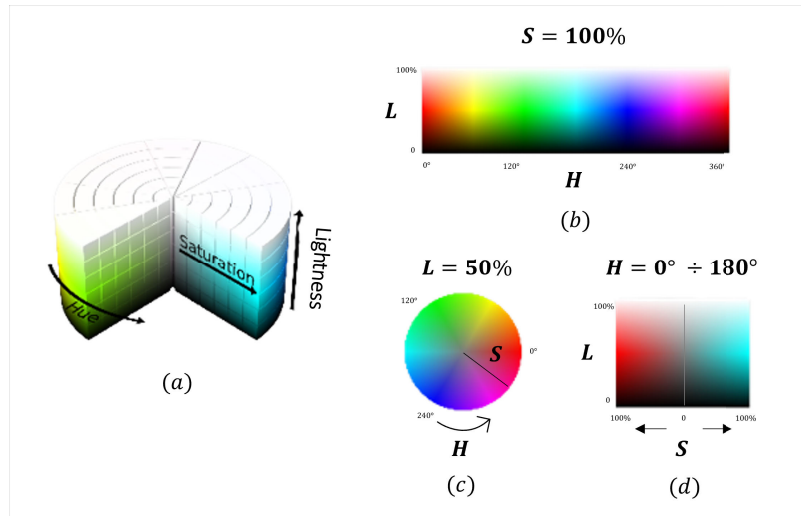 Saturation
Hue
Lightness
(a)
S = 100%
100%
L
0
0° 120° 240° 360'
H
(b)
L = 50%
120°
S
0°
240°
H
(c)
H = 0° ÷ 180°
100%
L
0
100% 0 100%
S
(d)